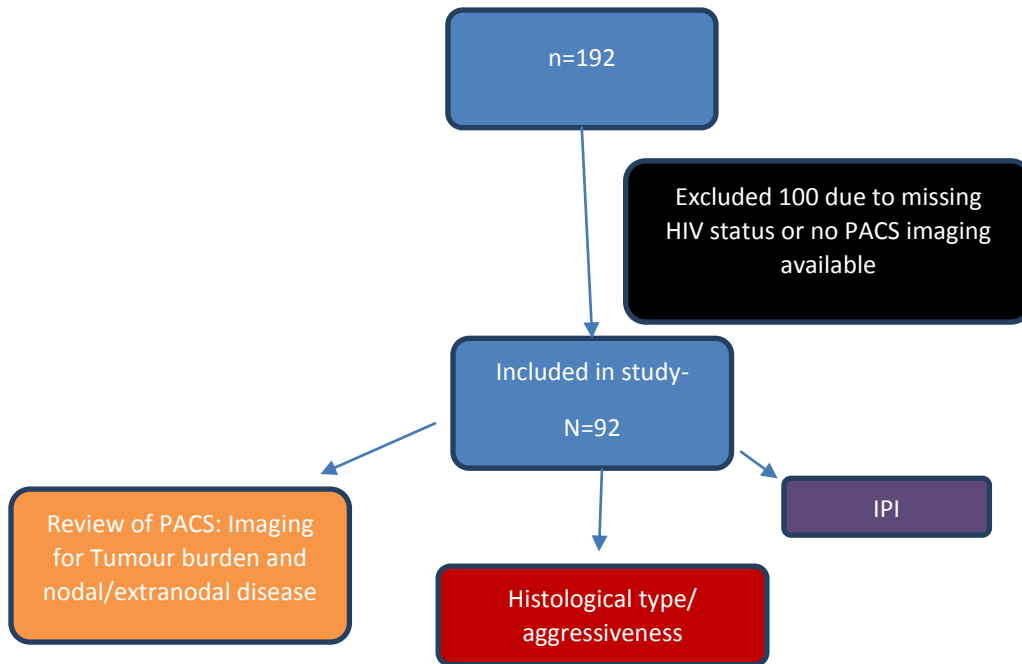 n=192
Excluded 100 due to missing
HIV status or no PACS imaging
available
Included in study-
N=92
Review of PACS: Imaging
for Tumour burden and
nodal/extranodal disease
IPI
Histological type/
aggressiveness